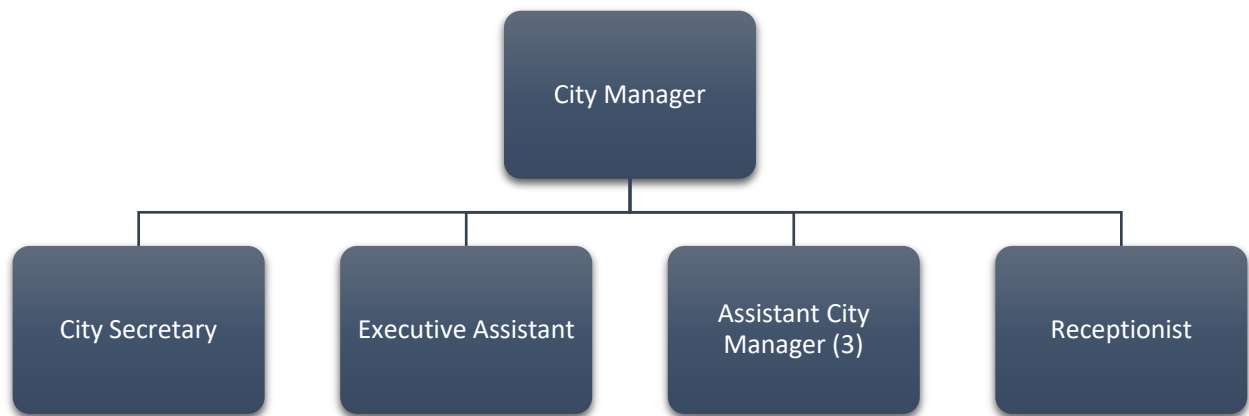 City Manager
City Secretary
Executive Assistant
Assistant City
Manager (3)
Receptionist